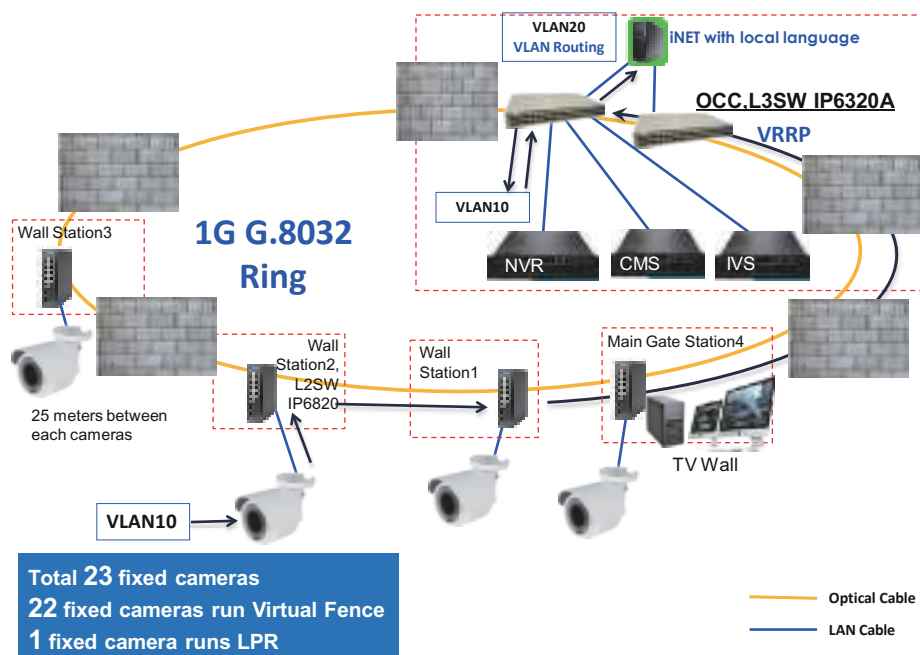 VLAN20
VLAN Routing
iNET with local language
OCC,L3SW IP6320A
VRRP
VLAN10
NVR
CMS
IVS
Wall Station3
1G G.8032
Ring
25 meters between
each cameras
Wall
Station2,
L2SW
IP6820
Wall
Station1
Main Gate Station4
TV Wall
VLAN10
Total 23 fixed cameras
22 fixed cameras run Virtual Fence
1 fixed camera runs LPR
Optical Cable
LAN Cable